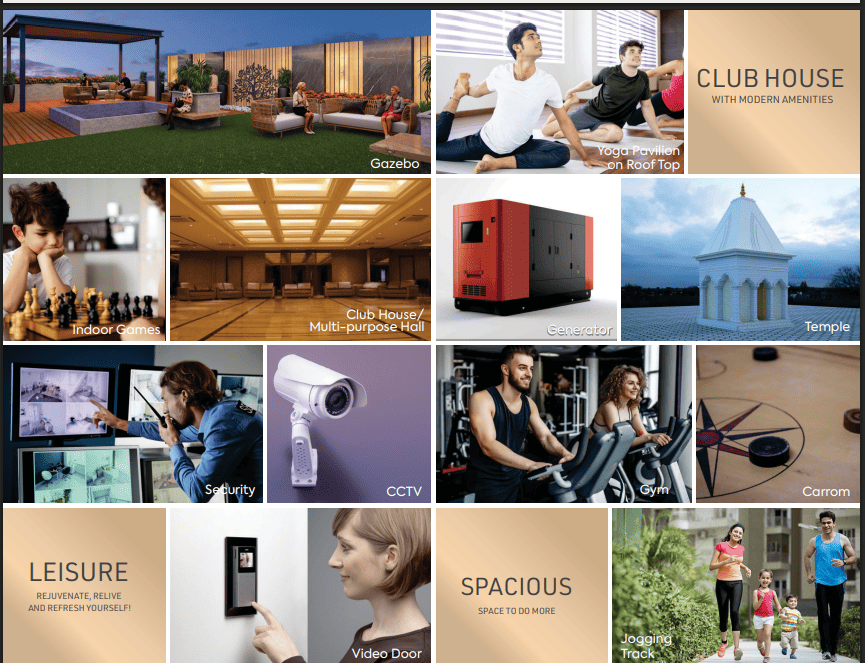 Gazebo
Yoga Pavilion
on Roof Top
CLUB HOUSE
WITH MODERN AMENITIES
Indoor Games
Club House/
Multi-purpose Hall
Generator
Temple
Security
CCTV
Gym
Carrom
LEISURE
REJUVENATE, RELIVE
AND REFRESH YOURSELF!
Video Door
SPACIOUS
SPACE TO DO MORE
Jogging
Track